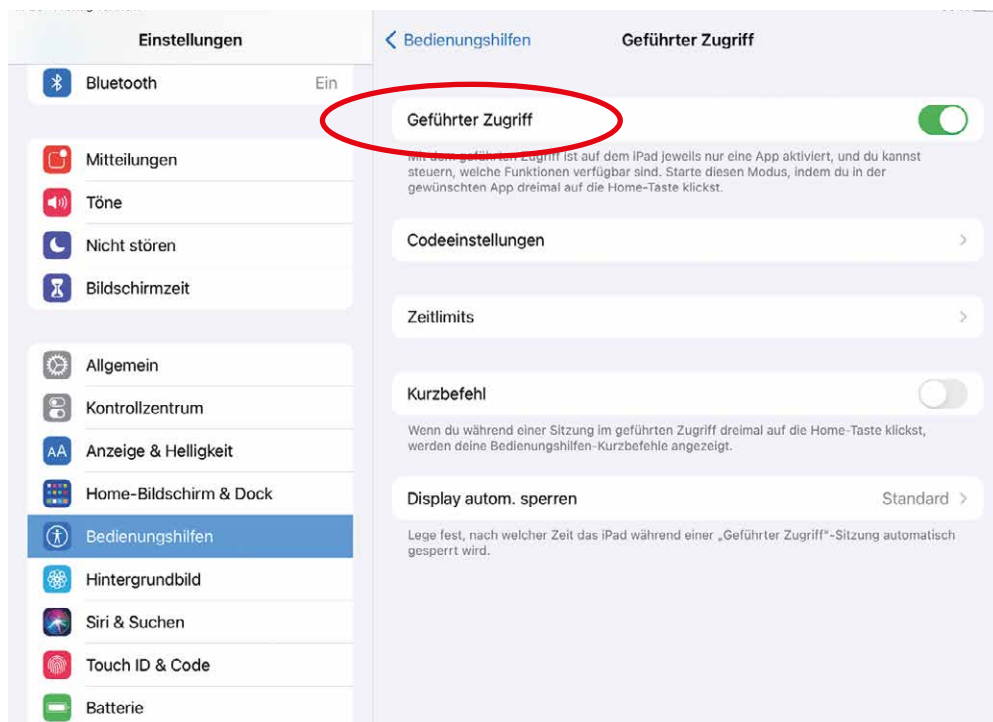 Einstellungen
Bluetooth Ein
Mitteilungen
Töne
Nicht stören
Bildschirmzeit
Allgemein
Kontrollzentrum
AA Anzeige & Helligkeit
Home-Bildschirm & Dock
Bedienungshilfen
Hintergrundbild
Siri & Suchen
Touch ID & Code
Batterie
Bedienungshilfen Geführter Zugriff
Geführter Zugriff
Mit dem geführten Zugriff ist auf dem iPad jeweils nur eine App aktiviert, und du kannst
steuern, welche Funktionen verfügbar sind. Starte diesen Modus, indem du in der
gewünschten App dreimal auf die Home-Taste klickst.
Codeeinstellungen
Zeitlimits
Kurzbefehl
Wenn du während einer Sitzung im geführten Zugriff dreimal auf die Home-Taste klickst,
werden deine Bedienungshilfen-Kurzbefehle angezeigt.
Display autom. sperren Standard
Lege fest, nach welcher Zeit das iPad während einer „Geführter Zugriff“-Sitzung automatisch
gesperrt wird.